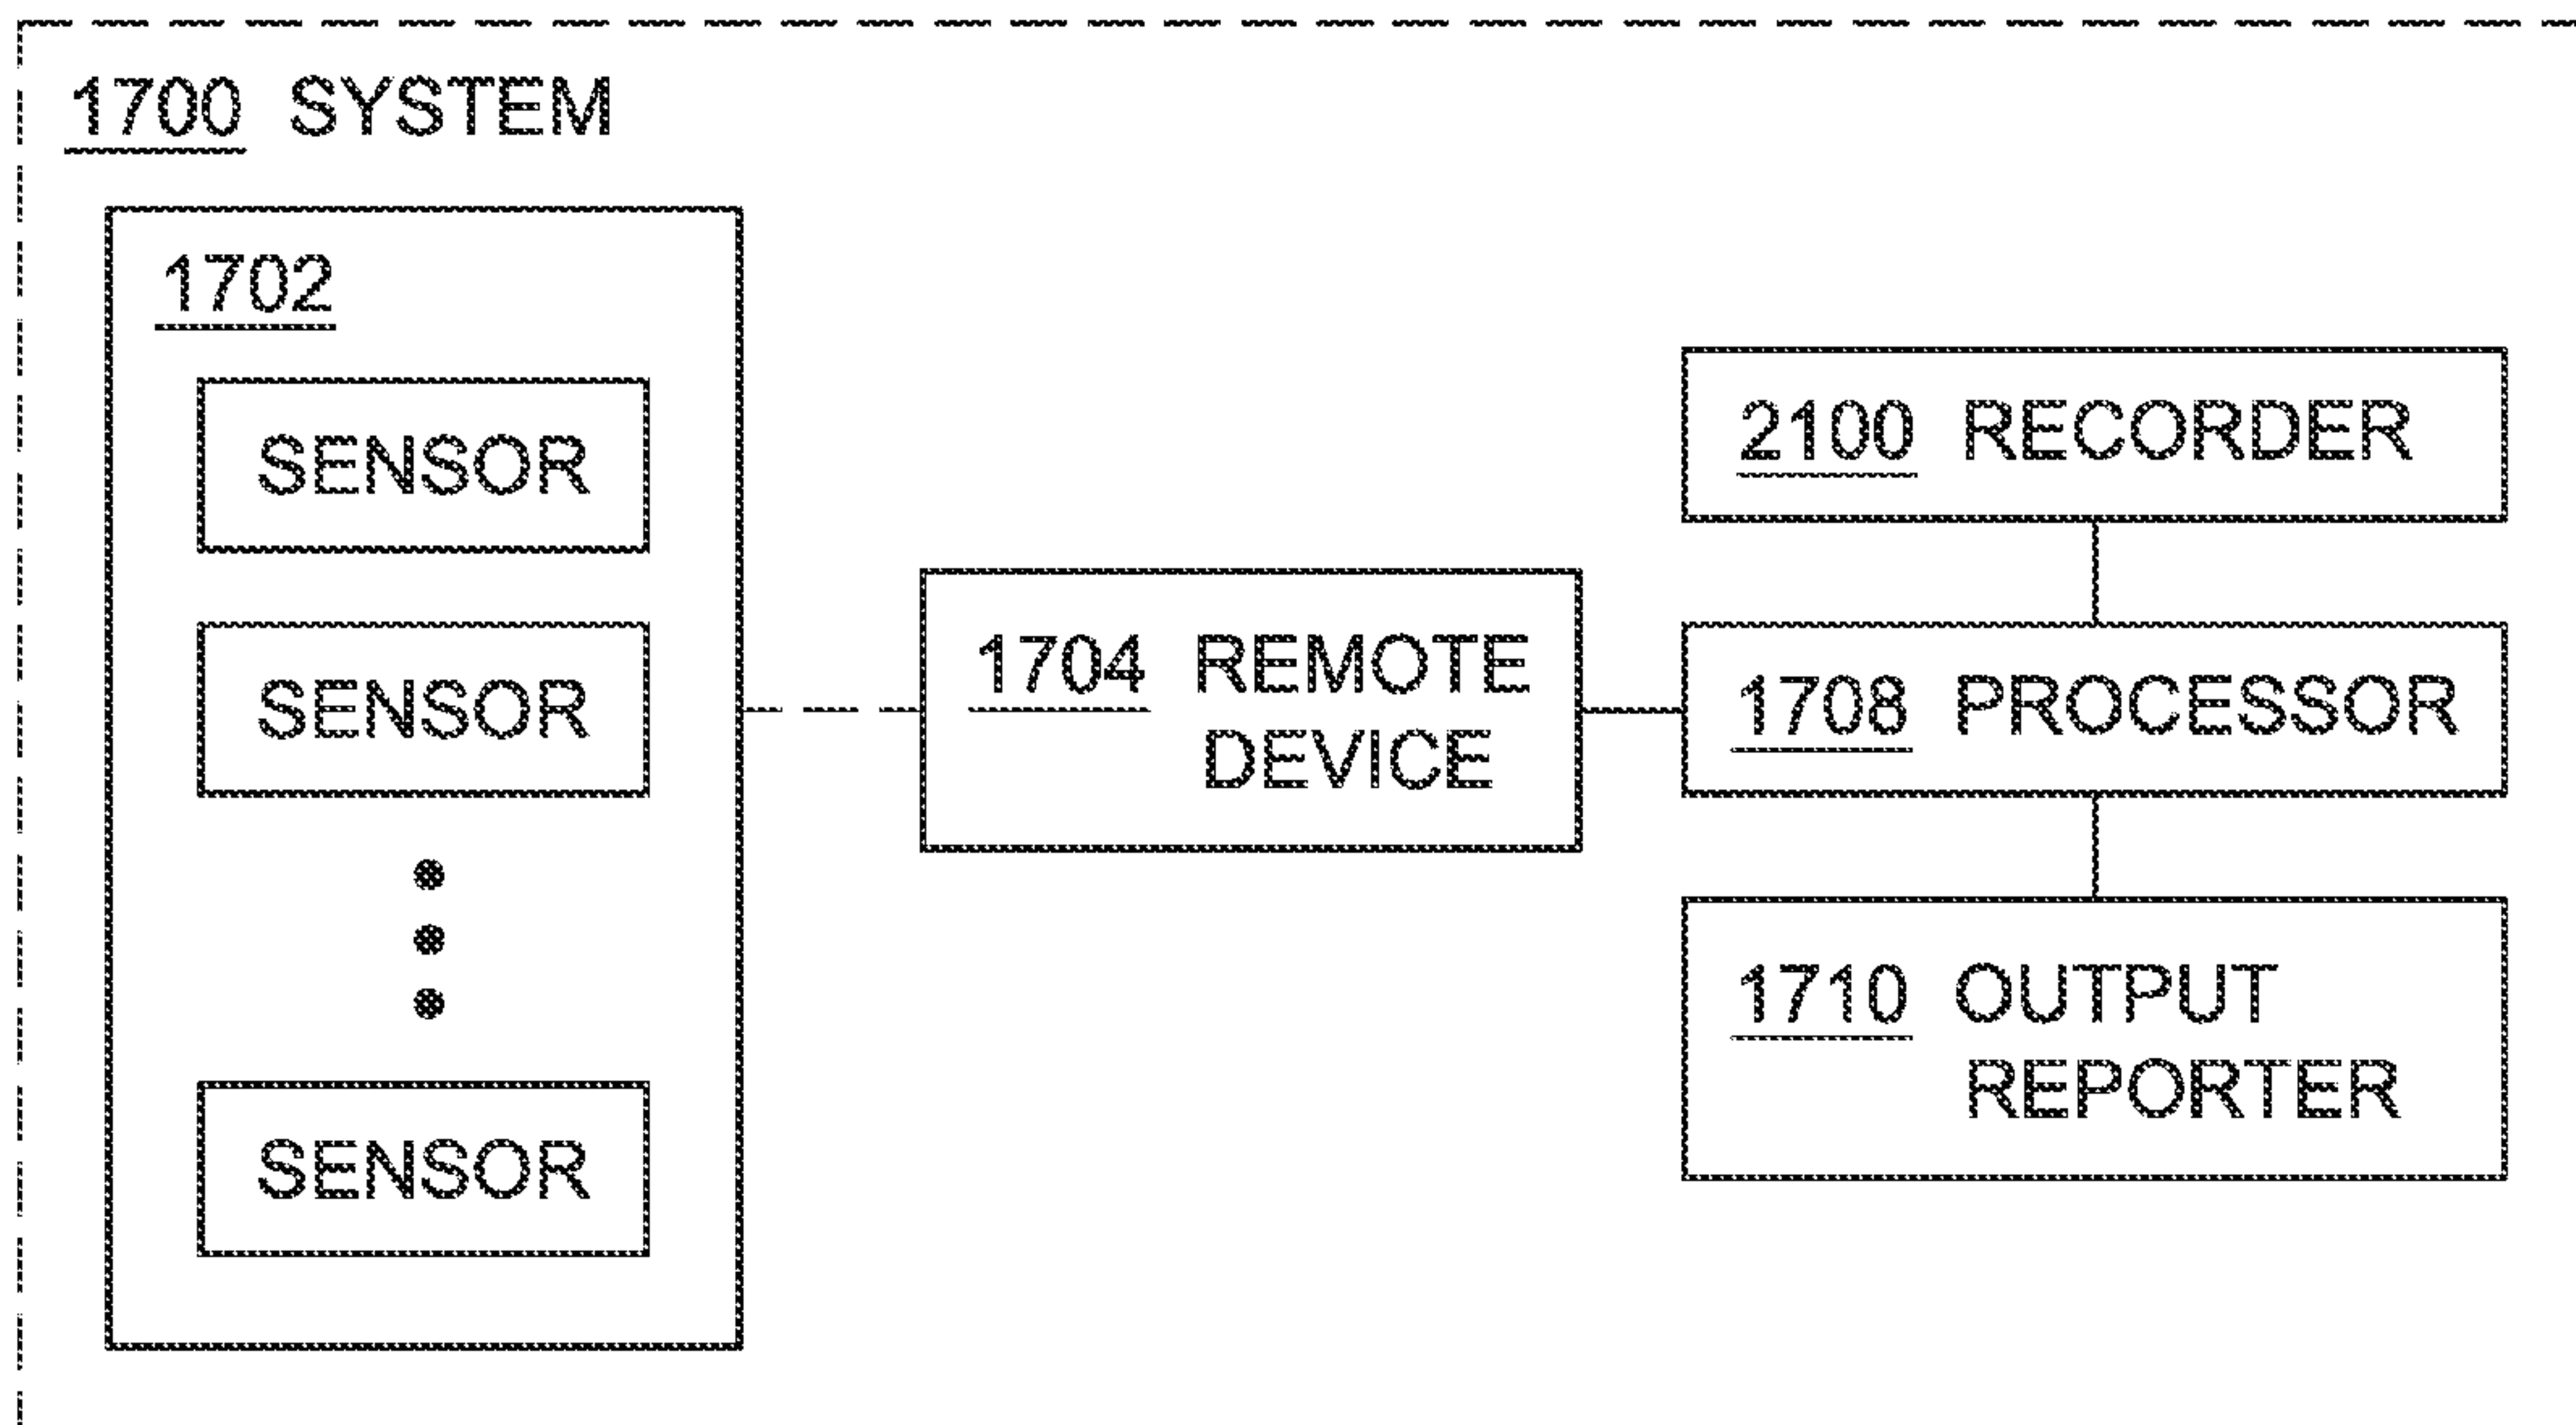 1700 SYSTEM
1702
SENSOR
SENSOR
SENSOR
1704 REMOTE
DEVICE
2100 RECORDER
1708 PROCESSOR
1710 OUTPUT
REPORTER